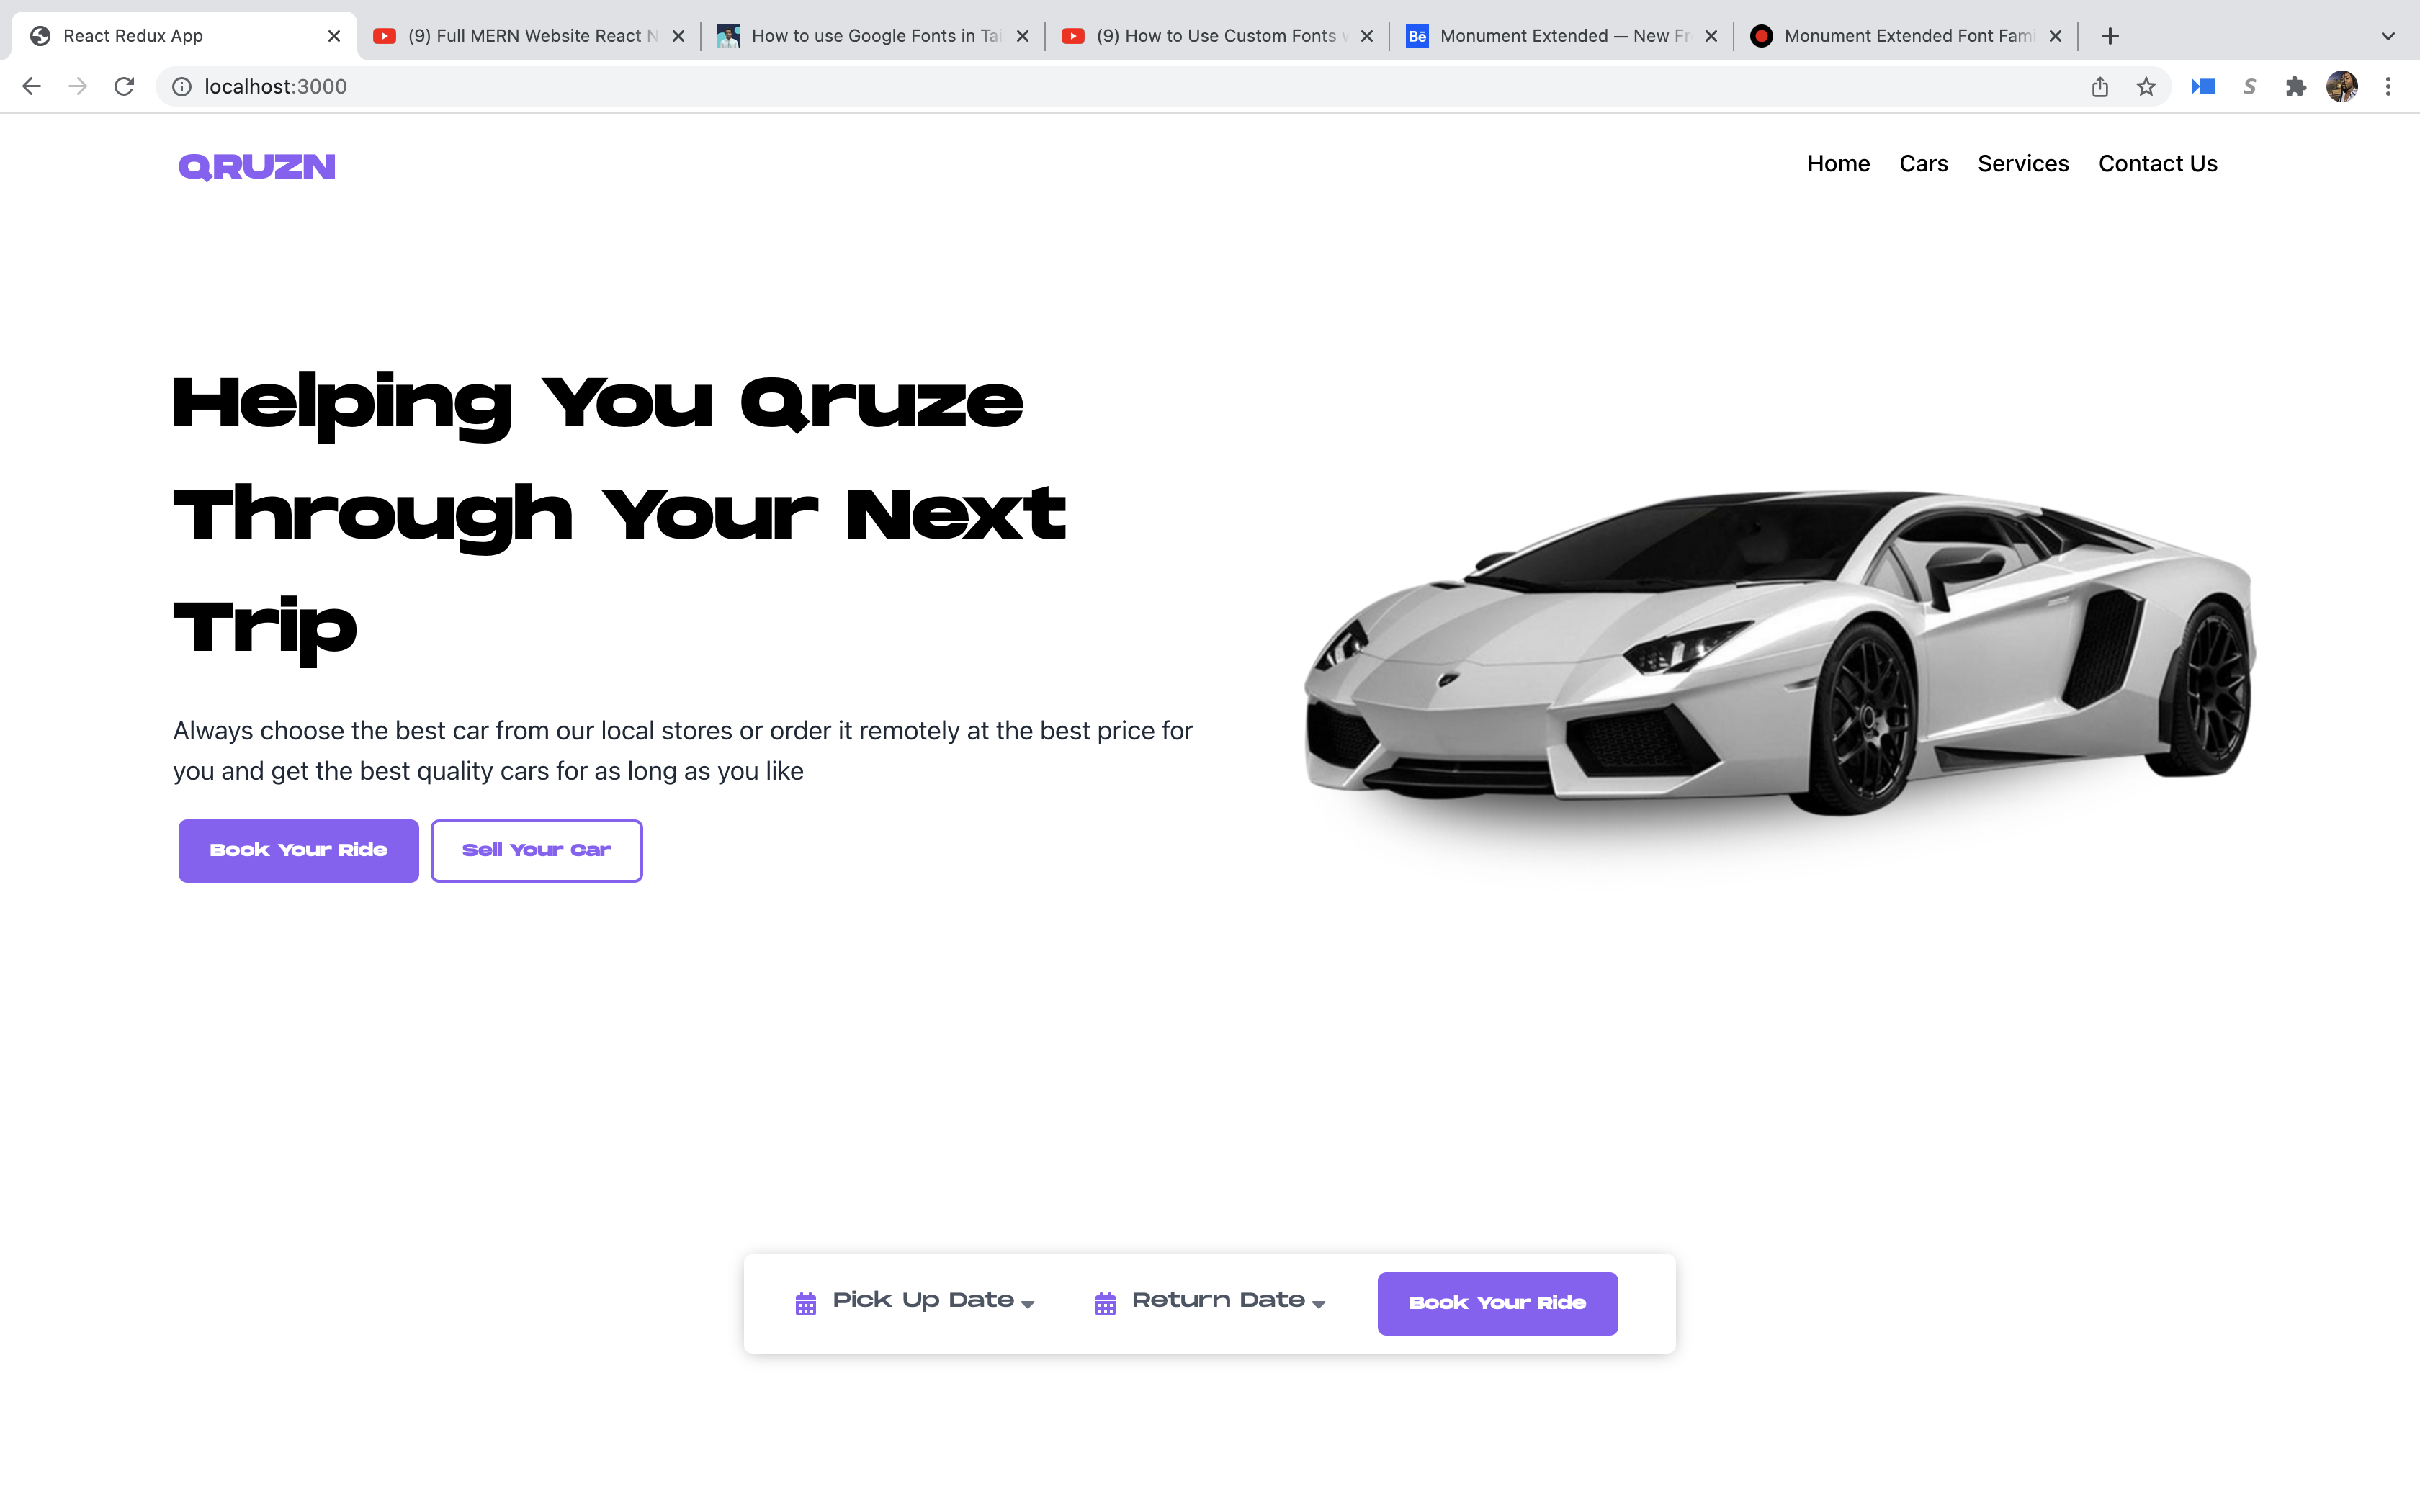 React Redux App
(9) Full MERN Website React N
How to use Google Fonts in Tai
(9) How to Use Custom Fonts w
Bē Monument Extended — New Fr
Monument Extended Font Fami
localhost:3000
S
QRUZN
Home Cars Services Contact Us
Helping You Qruze
Through Your Next
Trip
Always choose the best car from our local stores or order it remotely at the best price for
you and get the best quality cars for as long as you like
Book Your Ride Sell Your Car
Pick Up Date Return Date Book Your Ride